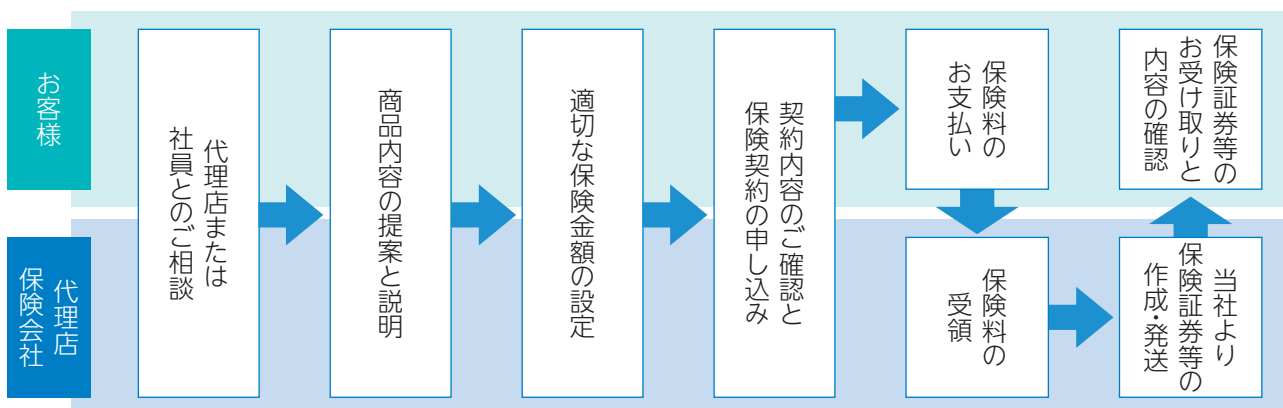 お客様
代理店
保険会社
代理店または
社員とのご相談
商品内容の提案と説明
適切な保険金額の設定
契約内容のご確認と
保険契約の申し込み
保険料の
お支払い
保険料の
受領
当社より
保険証券等の
作成・発送
保険証券等の
お受け取りと
内容の確認